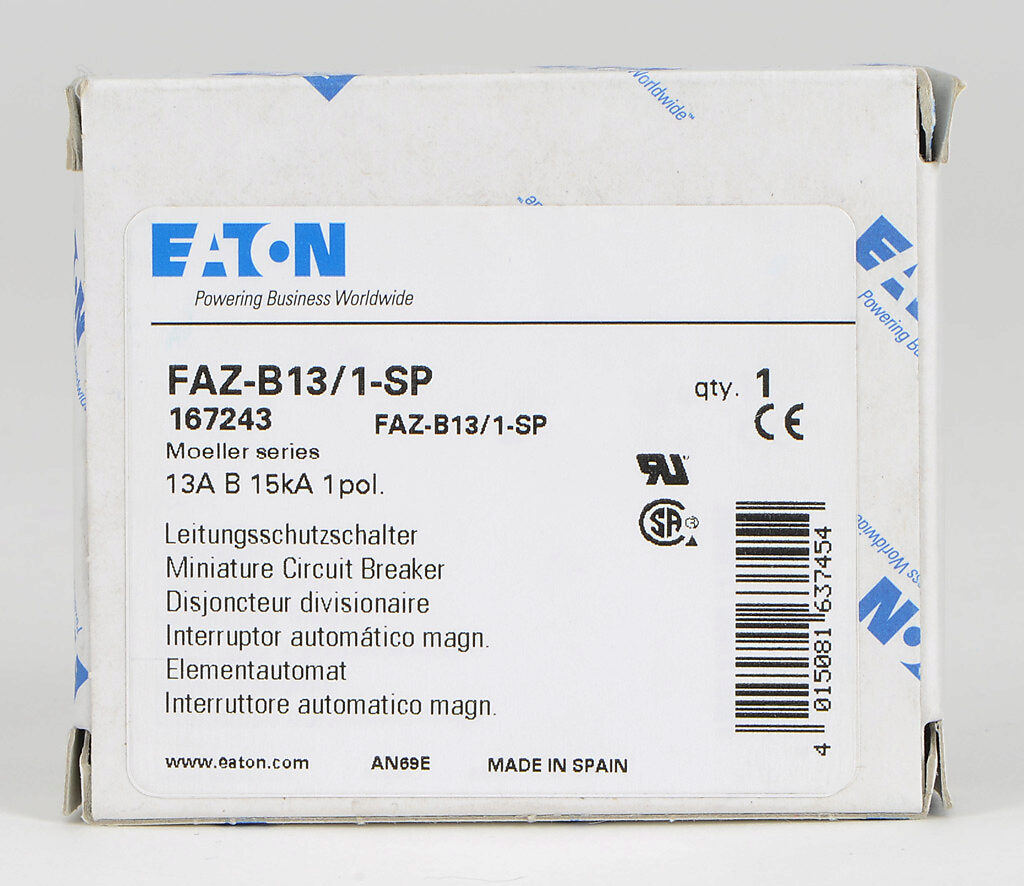 Worldwide™
EATON
Powering Business Worldwide
FAZ-B13/1-SP
qty. 1
167243 FAZ-B13/1-SP
CE
Moeller series
13A B 15kA 1pol.
Leitungsschutzschalter
Miniature Circuit Breaker
Disjoncteur divisionaire
Interruptor automático magn.
Elementautomat
Interruttore automatico magn.
4 015081 637454
www.eaton.com AN69E MADE IN SPAIN